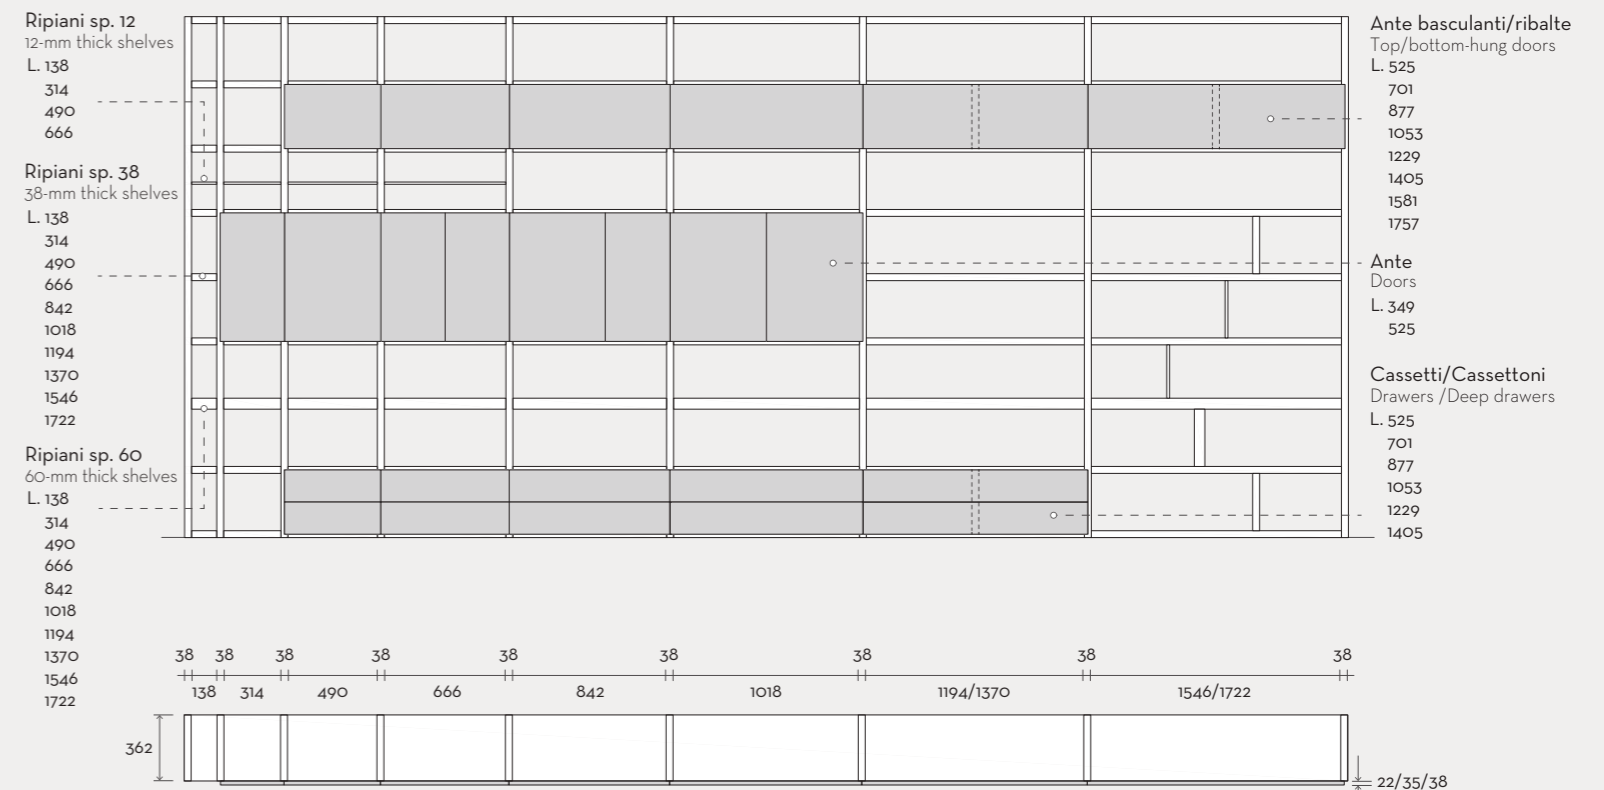 Ripiani sp. 12
12-mm thick shelves
L. 138
314
490
666
Ripiani sp. 38
38-mm thick shelves
L. 138
314
490
666
842
1018
1194
1370
1546
1722
Ripiani sp. 60
60-mm thick shelves
L. 138
314
490
666
842
1018
1194
1370
1546
1722
Ante basculanti/ribalte
Top/bottom-hung doors
L. 525
701
877
1053
1229
1405
1581
1757
Ante
Doors
L. 349
525
Cassetti/Cassettoni
Drawers /Deep drawers
L. 525
701
877
1053
1229
1405
38 38 38 38 38 38 38 38 38
138 314 490 666 842 1018 1194/1370 1546/1722
362
22/35/38